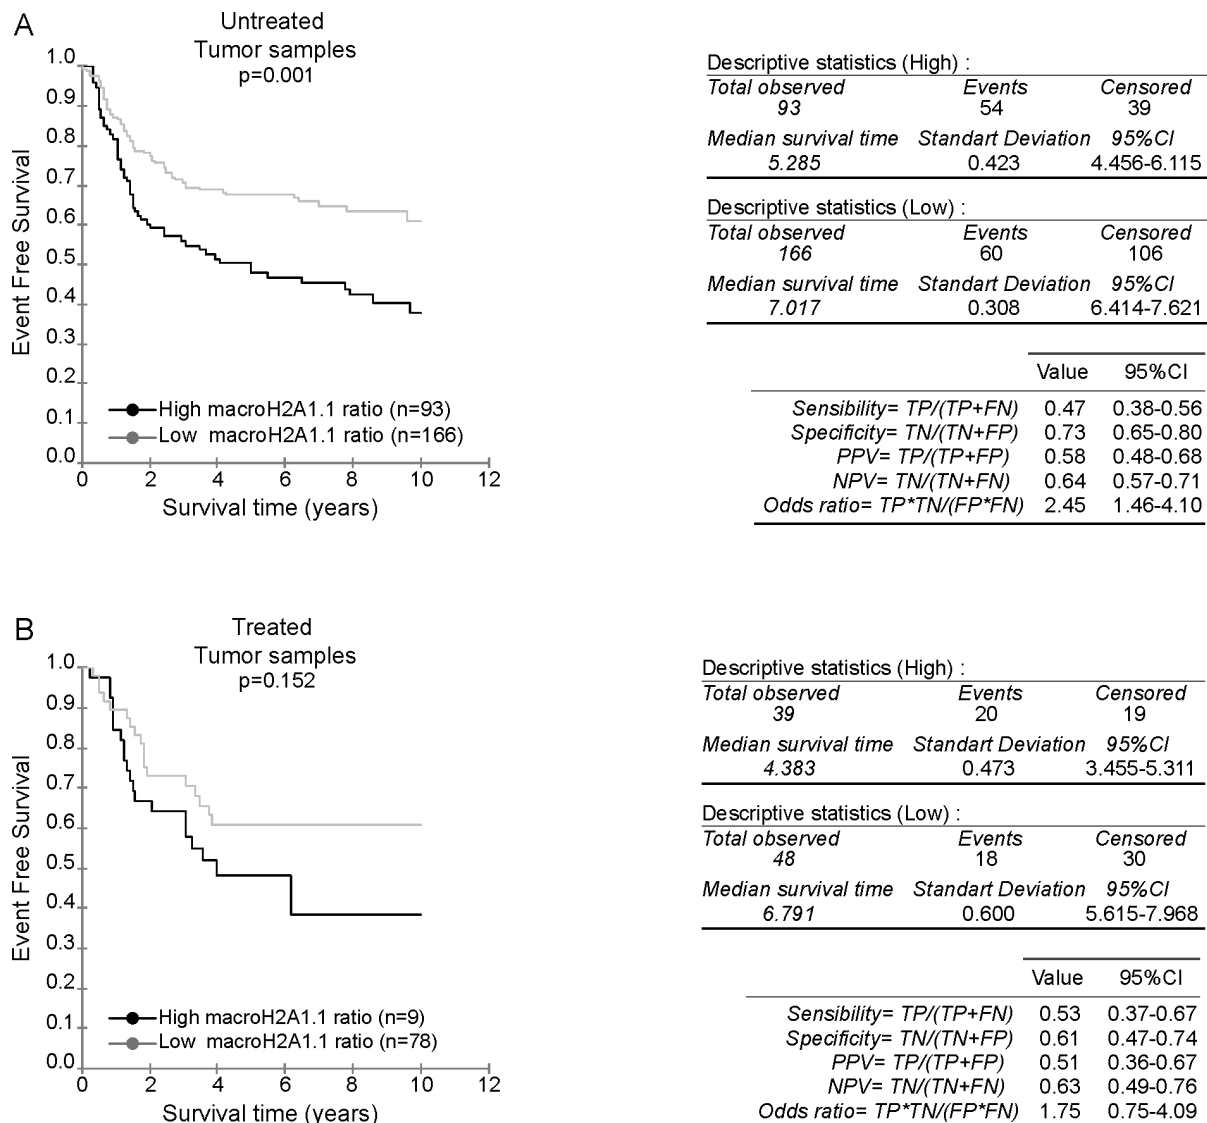 A
Untreated
Tumor samples
p=0.001
Event Free Survival
1.0
0.9
0.8
0.7
0.6
0.5
0.4
0.3
0.2
0.1
0.0
High macroH2A1.1 ratio (n=93)
Low macroH2A1.1 ratio (n=166)
0 2 4 6 8 10 12
Survival time (years)
Descriptive statistics (High) :
Total observed Events Censored
93 54 39
Median survival time Standart Deviation 95%CI
5.285 0.423 4.456-6.115
Descriptive statistics (Low) :
Total observed Events Censored
166 60 106
Median survival time Standart Deviation 95%CI
7.017 0.308 6.414-7.621
Value 95%CI
Sensibility= TP/(TP+FN) 0.47 0.38-0.56
Specificity= TN/(TN+FP) 0.73 0.65-0.80
PPV= TP/(TP+FP) 0.58 0.48-0.68
NPV= TN/(TN+FN) 0.64 0.57-0.71
Odds ratio= TP*TN/(FP*FN) 2.45 1.46-4.10
B
Treated
Tumor samples
p=0.152
Event Free Survival
1.0
0.9
0.8
0.7
0.6
0.5
0.4
0.3
0.2
0.1
0.0
High macroH2A1.1 ratio (n=9)
Low macroH2A1.1 ratio (n=78)
0 2 4 6 8 10 12
Survival time (years)
Descriptive statistics (High) :
Total observed Events Censored
39 20 19
Median survival time Standart Deviation 95%CI
4.383 0.473 3.455-5.311
Descriptive statistics (Low) :
Total observed Events Censored
48 18 30
Median survival time Standart Deviation 95%CI
6.791 0.600 5.615-7.968
Value 95%CI
Sensibility= TP/(TP+FN) 0.53 0.37-0.67
Specificity= TN/(TN+FP) 0.61 0.47-0.74
PPV= TP/(TP+FP) 0.51 0.36-0.67
NPV= TN/(TN+FN) 0.63 0.49-0.76
Odds ratio= TP*TN/(FP*FN) 1.75 0.75-4.09